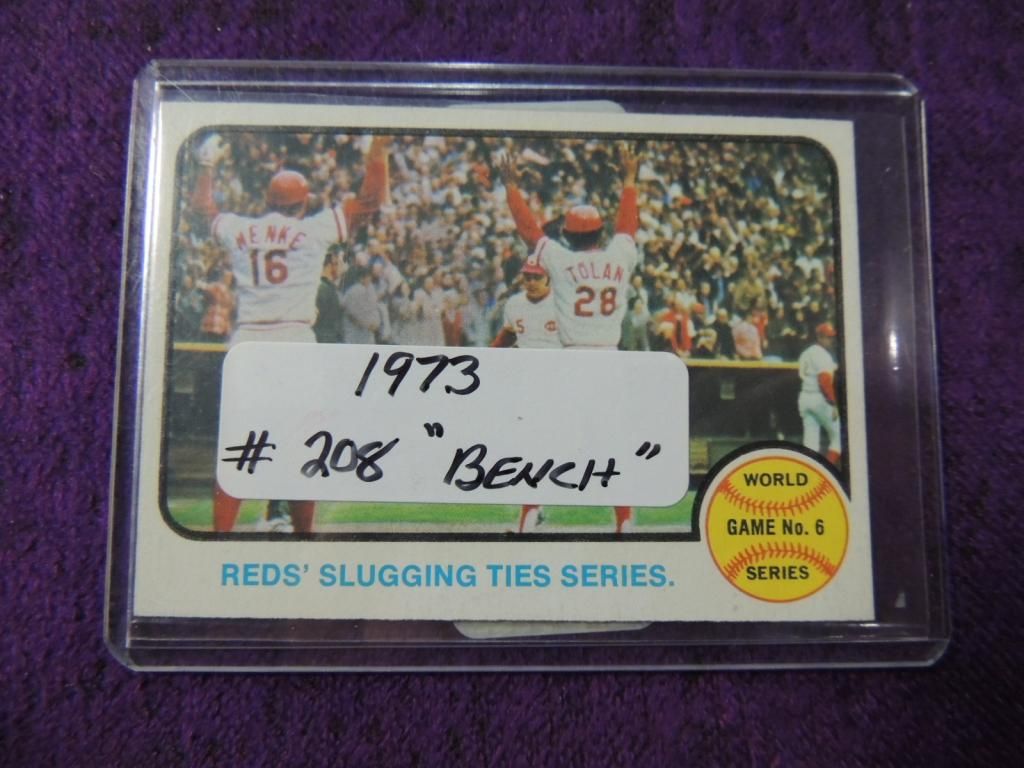 MENKE
16
TOLAN
28
5
1973
# 208 "BENCH"
WORLD
GAME No. 6
SERIES
REDS' SLUGGING TIES SERIES.